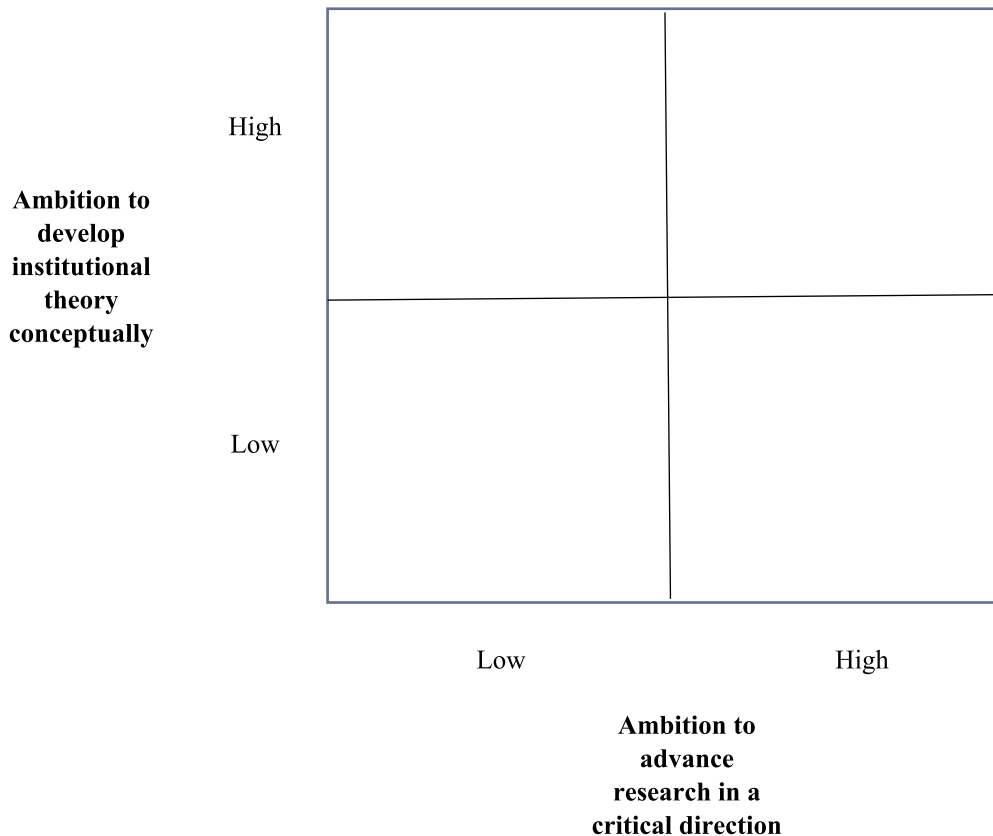 High
Ambition to
develop
institutional
theory
conceptually
Low
Low
High
Ambition to
advance
research in a
critical direction